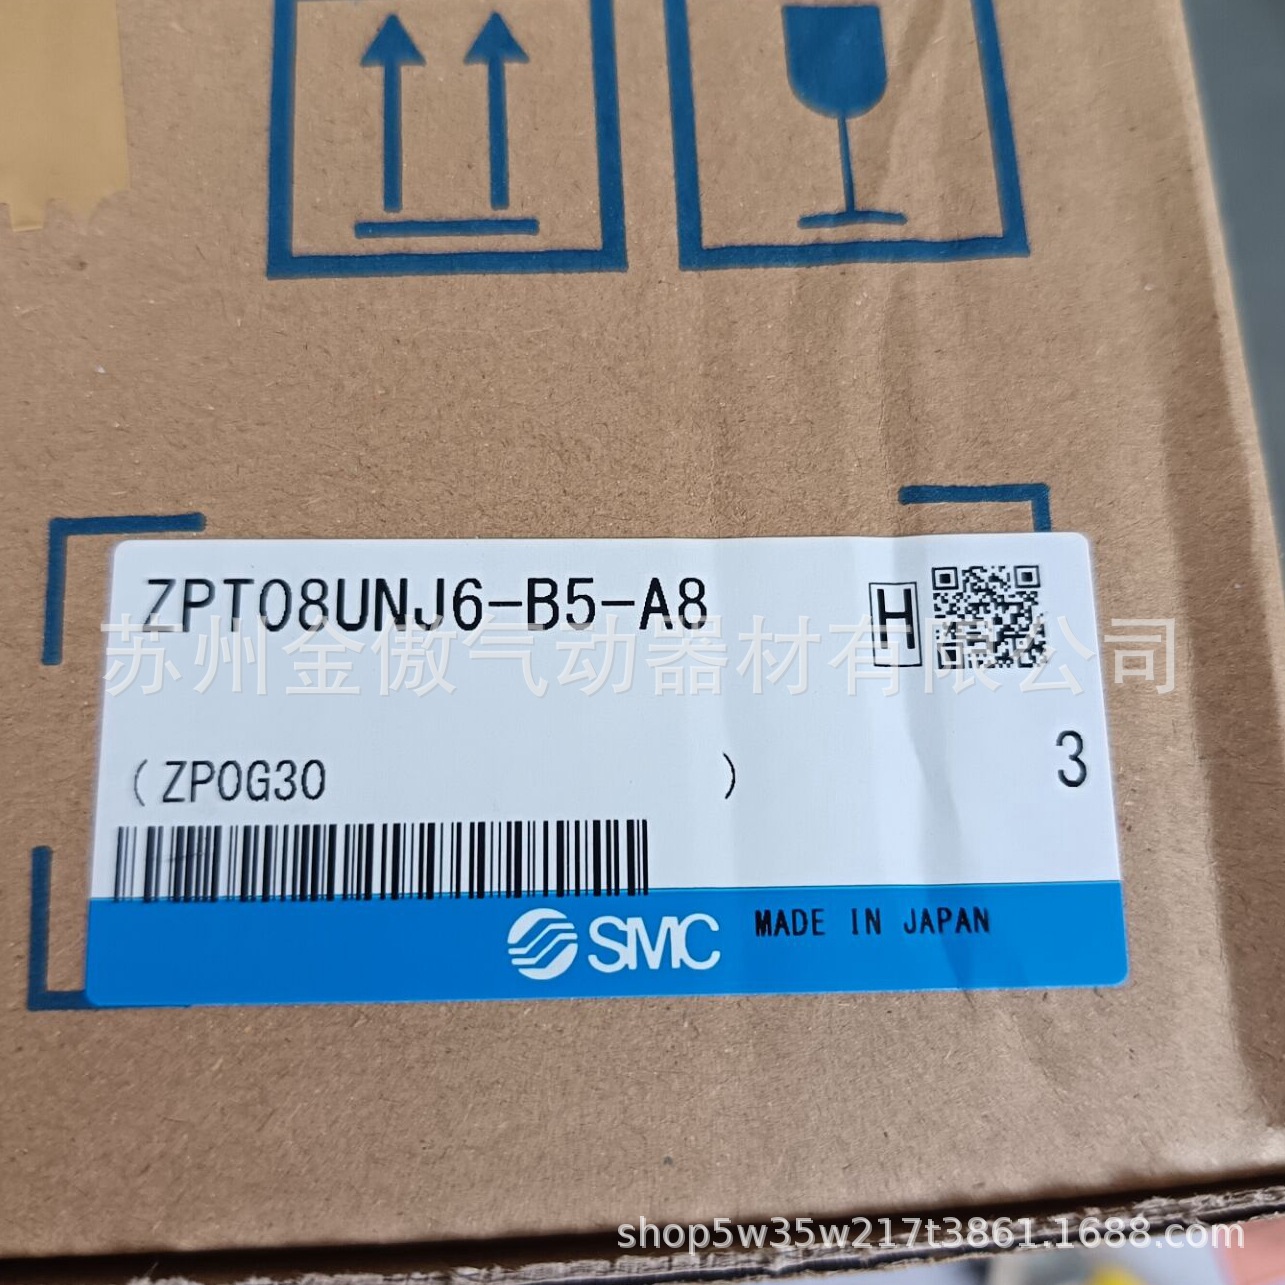 ZPT08UNJ6-B5-A8
H
苏州金傲气动器材有限公司
(ZP0G30 )
3
SMC
MADE IN JAPAN
shop5w35w217t3861.1688.com